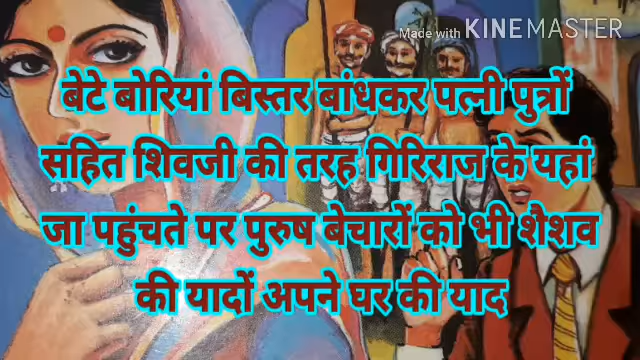 Made with KINEMASTER
बेटे बोरियां बिस्तर बांधकर पत्नी पुत्रों
सहित शिवजी की तरह गिरिराज के यहां
जा पहुंचते पर पुरुष बेचारों को भी शैशव
की यादों अपने घर की याद